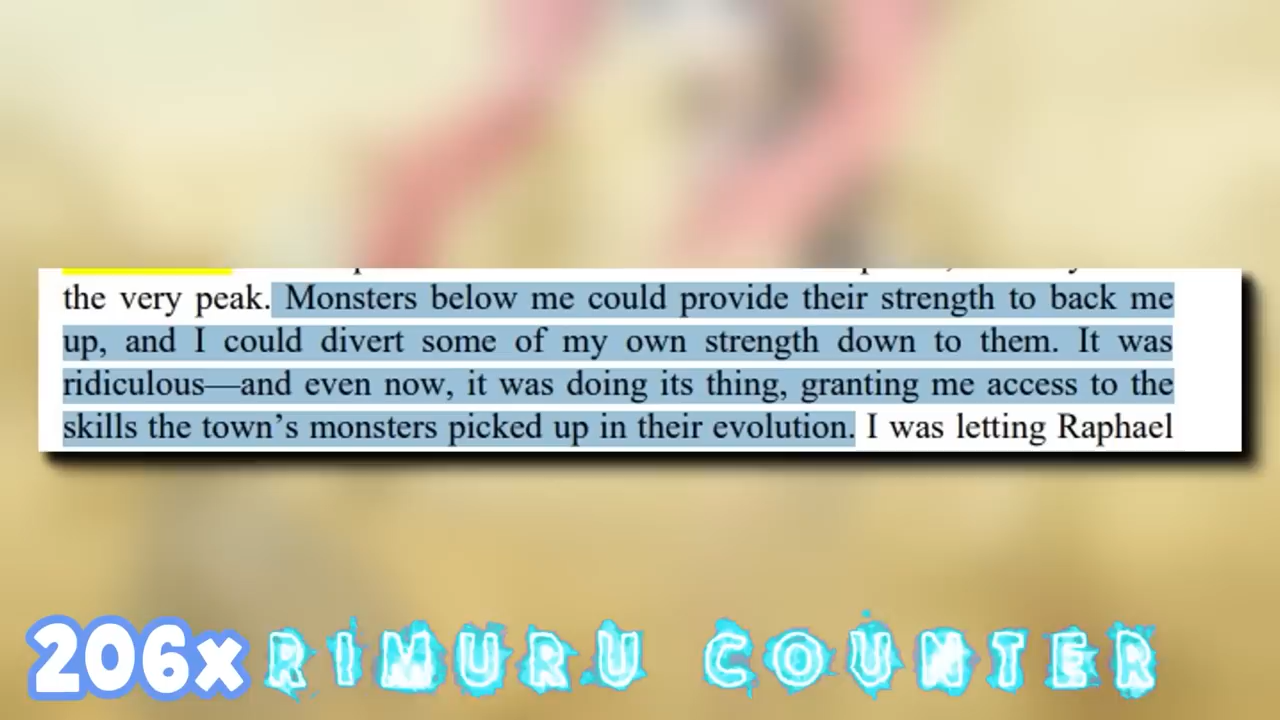 the very peak. Monsters below me could provide their strength to back me
up, and I could divert some of my own strength down to them. It was
ridiculous—and even now, it was doing its thing, granting me access to the
skills the town’s monsters picked up in their evolution. I was letting Raphael
206x RIMURU COUNTER